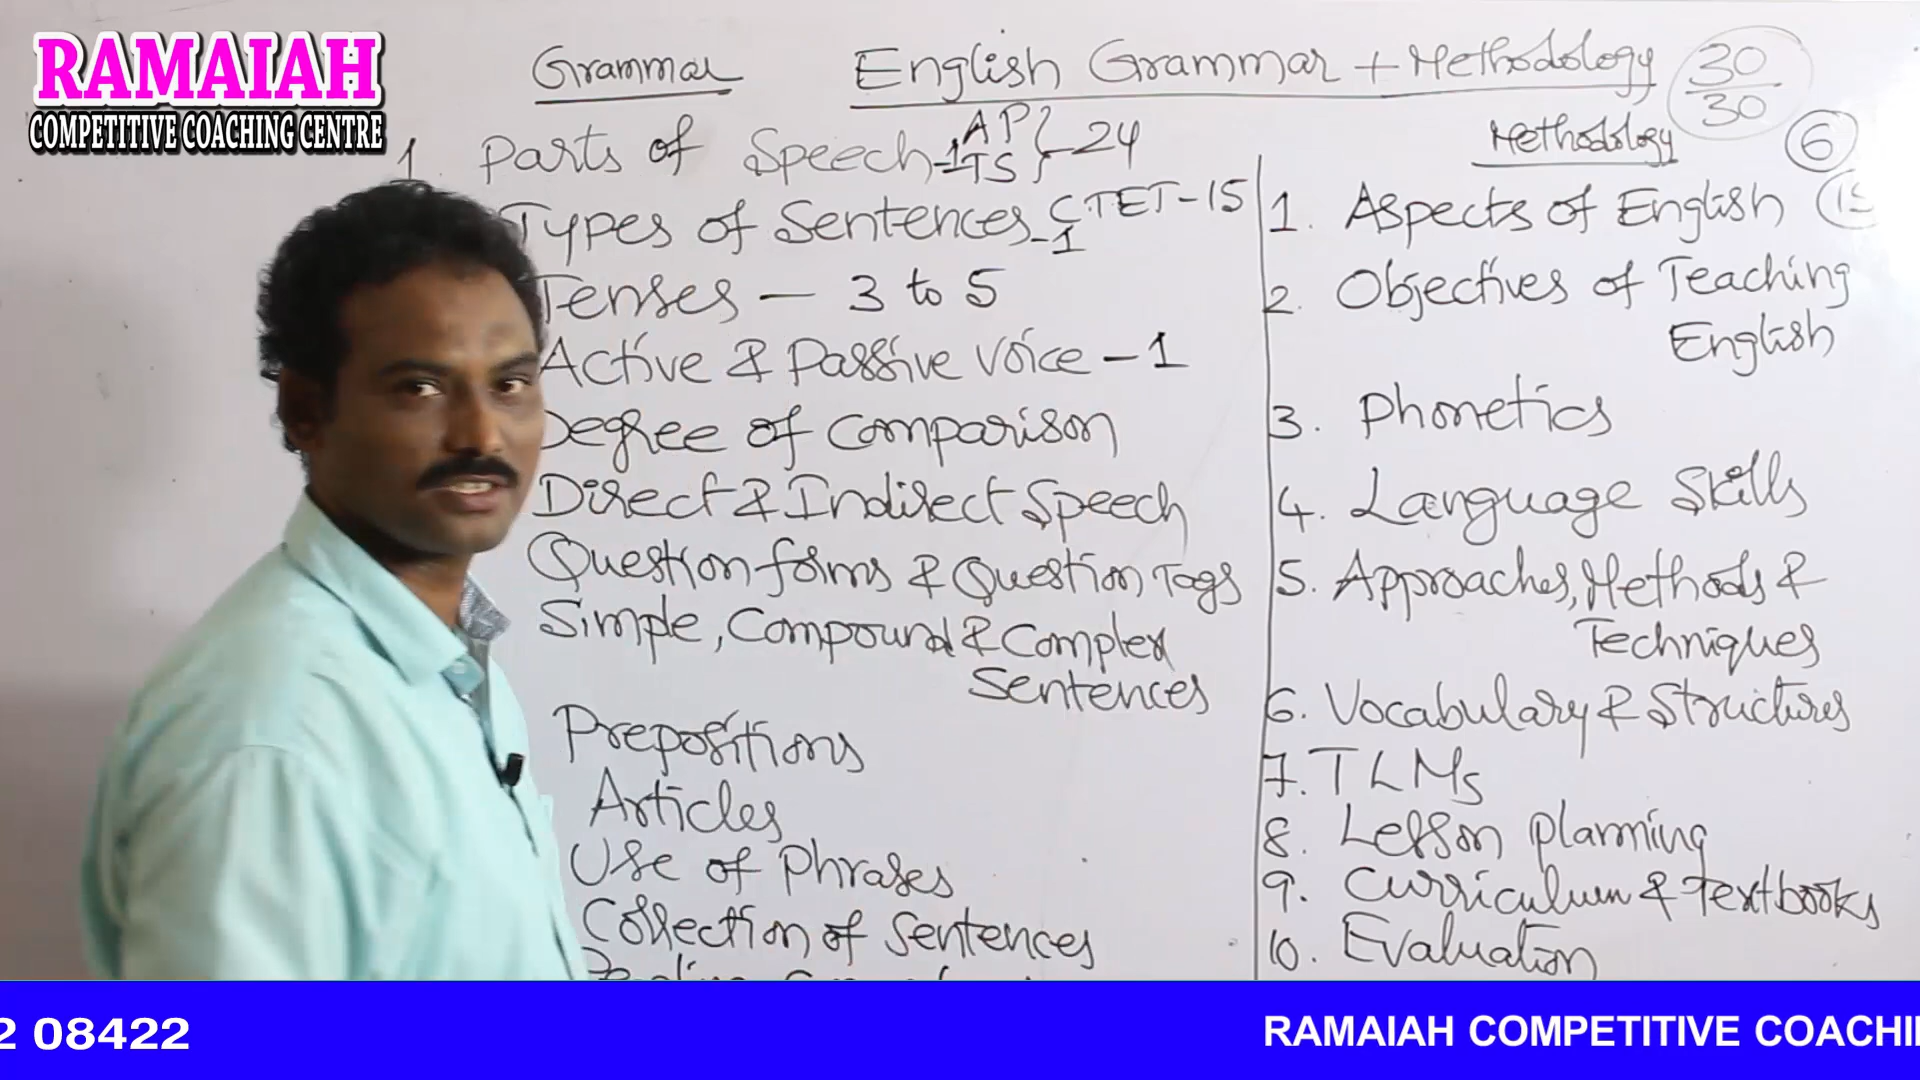 RAMAIAH
COMPETITIVE COACHING CENTRE
Grammar
English Grammar + Methodology
30
30
1. Parts of Speech-1
AP
TS } - 24
Types of Sentences-1
CTET-15
Tenses - 3 to 5
Active & Passive Voice - 1
Degree of Comparison
Direct & Indirect Speech
Question forms & Question Tags
Simple, Compound & Complex
Sentences
Prepositions
Articles
Use of Phrases
Collection of Sentences
Methodology
6
15
1. Aspects of English
2. Objectives of Teaching
English
3. Phonetics
4. Language Skills
5. Approaches, Methods &
Techniques
6. Vocabulary & Structures
7. TLMs
8. Lesson Planning
9. Curriculum & Textbooks
10. Evaluation
2 08422
RAMAIAH COMPETITIVE COACHI